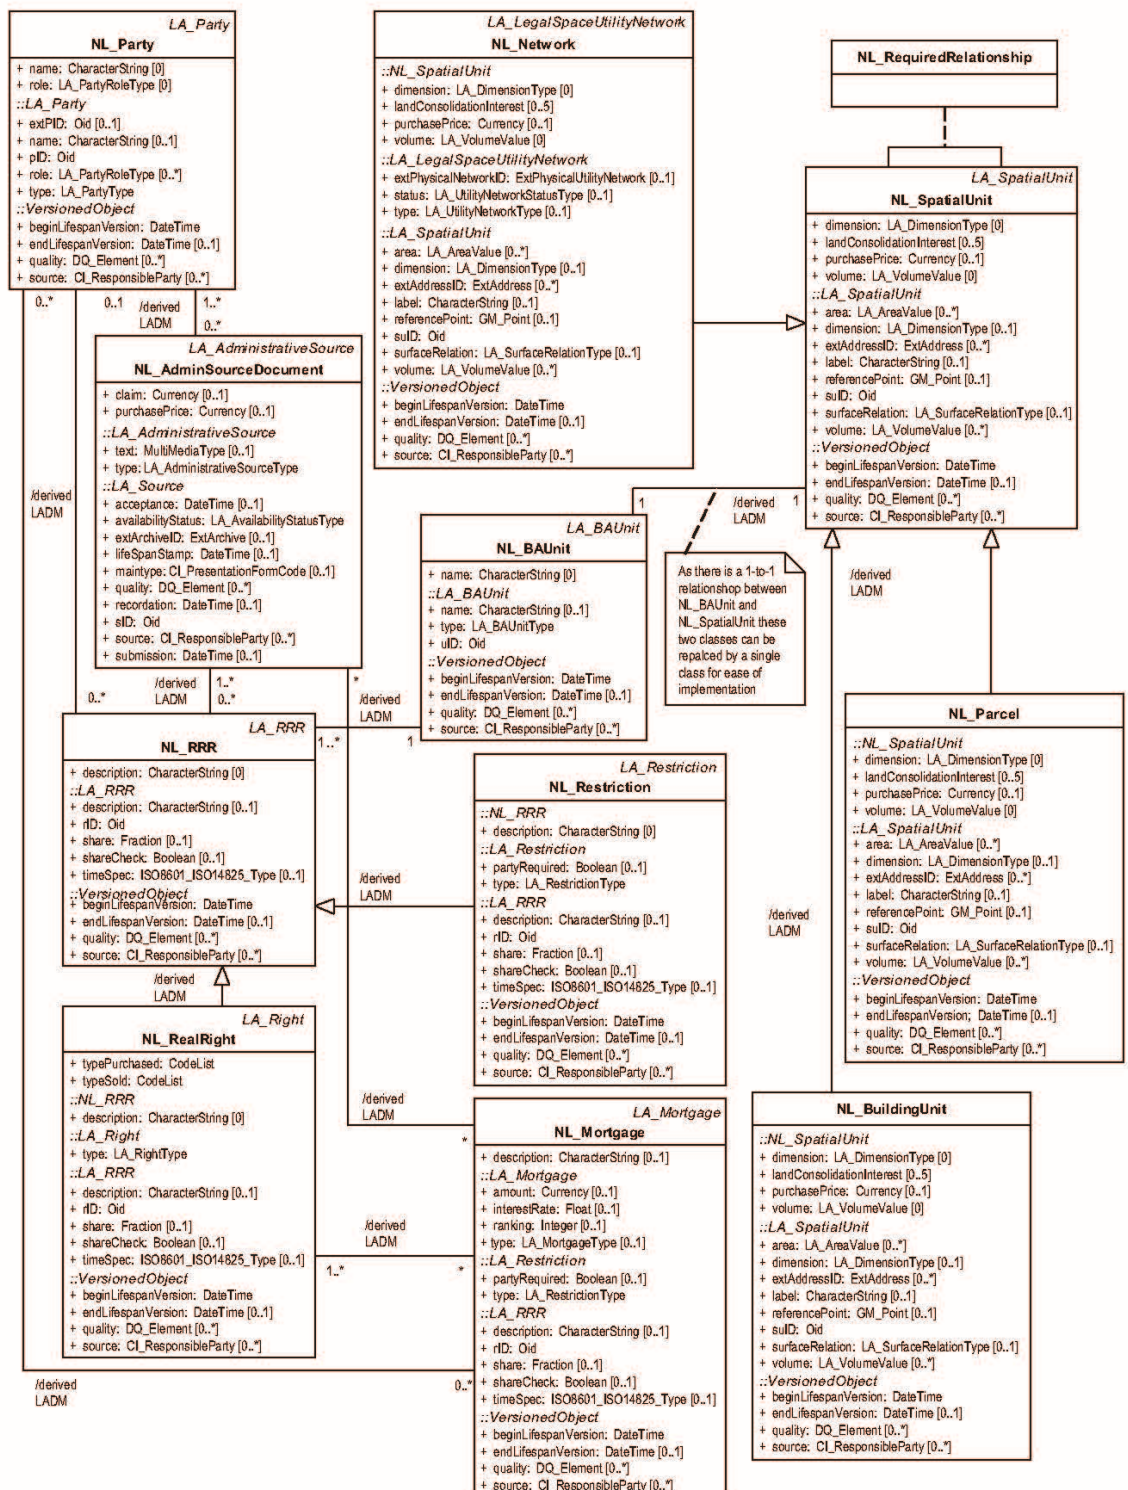 LA_Party
NL_Party
+ name: CharacterString [0]
+ role: LA_PartyRoleType [0]
::LA_Party
+ extPID: Oid [0..1]
+ name: CharacterString [0..1]
+ pID: Oid
+ role: LA_PartyRoleType [0..*]
+ type: LA_PartyType
::VersionedObject
+ beginLifespanVersion: DateTime
+ endLifespanVersion: DateTime [0..1]
+ quality: DQ_Element [0..*]
+ source: CI_ResponsibleParty [0..*]
0..*
0..1
/derived
LADM
1..*
0..*
LA_AdministrativeSource
NL_AdminSourceDocument
+ claim: Currency [0..1]
+ purchasePrice: Currency [0..1]
::LA_AdministrativeSource
+ text: MultiMediaType [0..1]
+ type: LA_AdministrativeSourceType
::LA_Source
+ acceptance: DateTime [0..1]
+ availabilityStatus: LA_AvailabilityStatusType
+ extArchiveID: ExtArchive [0..1]
+ lifeSpanStamp: DateTime [0..1]
+ maintype: CI_PresentationFormCode [0..1]
+ quality: DQ_Element [0..*]
+ recordation: DateTime [0..1]
+ sID: Oid
+ source: CI_ResponsibleParty [0..*]
+ submission: DateTime [0..1]
/derived
LADM
0..*
/derived
LADM
1..*
0..*
*
/derived
LADM
1..*
1
LA_LegalSpaceUtilityNetwork
NL_Network
::NL_SpatialUnit
+ dimension: LA_DimensionType [0]
+ landConsolidationInterest [0..5]
+ purchasePrice: Currency [0..1]
+ volume: LA_VolumeValue [0]
::LA_LegalSpaceUtilityNetwork
+ extPhysicalNetworkID: ExtPhysicalUtilityNetwork [0..1]
+ status: LA_UtilityNetworkStatusType [0..1]
+ type: LA_UtilityNetworkType [0..1]
::LA_SpatialUnit
+ area: LA_AreaValue [0..*]
+ dimension: LA_DimensionType [0..1]
+ extAddressID: ExtAddress [0..*]
+ label: CharacterString [0..1]
+ referencePoint: GM_Point [0..1]
+ suID: Oid
+ surfaceRelation: LA_SurfaceRelationType [0..1]
+ volume: LA_VolumeValue [0..*]
::VersionedObject
+ beginLifespanVersion: DateTime
+ endLifespanVersion: DateTime [0..1]
+ quality: DQ_Element [0..*]
+ source: CI_ResponsibleParty [0..*]
NL_RequiredRelationship
LA_SpatialUnit
NL_SpatialUnit
+ dimension: LA_DimensionType [0]
+ landConsolidationInterest [0..5]
+ purchasePrice: Currency [0..1]
+ volume: LA_VolumeValue [0]
::LA_SpatialUnit
+ area: LA_AreaValue [0..*]
+ dimension: LA_DimensionType [0..1]
+ extAddressID: ExtAddress [0..*]
+ label: CharacterString [0..1]
+ referencePoint: GM_Point [0..1]
+ suID: Oid
+ surfaceRelation: LA_SurfaceRelationType [0..1]
+ volume: LA_VolumeValue [0..*]
::VersionedObject
+ beginLifespanVersion: DateTime
+ endLifespanVersion: DateTime [0..1]
+ quality: DQ_Element [0..*]
+ source: CI_ResponsibleParty [0..*]
1
/derived
LADM
1
LA_BAUnit
NL_BAUnit
+ name: CharacterString [0]
::LA_BAUnit
+ name: CharacterString [0..1]
+ type: LA_BAUnitType
+ uID: Oid
::VersionedObject
+ beginLifespanVersion: DateTime
+ endLifespanVersion: DateTime [0..1]
+ quality: DQ_Element [0..*]
+ source: CI_ResponsibleParty [0..*]
As there is a 1-to-1
relationshop between
NL_BAUnit and
NL_SpatialUnit these
two classes can be
repalced by a single
class for ease of
implementation
/derived
LADM
LA_RRR
NL_RRR
+ description: CharacterString [0]
::LA_RRR
+ description: CharacterString [0..1]
+ rID: Oid
+ share: Fraction [0..1]
+ shareCheck: Boolean [0..1]
+ timeSpec: ISO8601_ISO14825_Type [0..1]
::VersionedObject
+ beginLifespanVersion: DateTime
+ endLifespanVersion: DateTime [0..1]
+ quality: DQ_Element [0..*]
+ source: CI_ResponsibleParty [0..*]
/derived
LADM
/derived
LADM
LA_Restriction
NL_Restriction
::NL_RRR
+ description: CharacterString [0]
::LA_Restriction
+ partyRequired: Boolean [0..1]
+ type: LA_RestrictionType
::LA_RRR
+ description: CharacterString [0..1]
+ rID: Oid
+ share: Fraction [0..1]
+ shareCheck: Boolean [0..1]
+ timeSpec: ISO8601_ISO14825_Type [0..1]
::VersionedObject
+ beginLifespanVersion: DateTime
+ endLifespanVersion: DateTime [0..1]
+ quality: DQ_Element [0..*]
+ source: CI_ResponsibleParty [0..*]
NL_Parcel
::NL_SpatialUnit
+ dimension: LA_DimensionType [0]
+ landConsolidationInterest [0..5]
+ purchasePrice: Currency [0..1]
+ volume: LA_VolumeValue [0]
::LA_SpatialUnit
+ area: LA_AreaValue [0..*]
+ dimension: LA_DimensionType [0..1]
+ extAddressID: ExtAddress [0..*]
+ label: CharacterString [0..1]
+ referencePoint: GM_Point [0..1]
+ suID: Oid
+ surfaceRelation: LA_SurfaceRelationType [0..1]
+ volume: LA_VolumeValue [0..*]
::VersionedObject
+ beginLifespanVersion: DateTime
+ endLifespanVersion; DateTime [0..1]
+ quality: DQ_Element [0..*]
+ source: CI_ResponsibleParty [0..*]
/derived
LADM
LA_Right
NL_RealRight
+ typePurchased: CodeList
+ typeSold: CodeList
::NL_RRR
+ description: CharacterString [0]
::LA_Right
+ type: LA_RightType
::LA_RRR
+ description: CharacterString [0..1]
+ rID: Oid
+ share: Fraction [0..1]
+ shareCheck: Boolean [0..1]
+ timeSpec: ISO8601_ISO14825_Type [0..1]
::VersionedObject
+ beginLifespanVersion: DateTime
+ endLifespanVersion: DateTime [0..1]
+ quality: DQ_Element [0..*]
+ source: CI_ResponsibleParty [0..*]
/derived
LADM
*
/derived
LADM
1..*
*
/derived
LADM
0..*
LA_Mortgage
NL_Mortgage
+ description: CharacterString [0..1]
::LA_Mortgage
+ amount: Currency [0..1]
+ interestRate: Float [0..1]
+ ranking: Integer [0..1]
+ type: LA_MortgageType [0..1]
::LA_Restriction
+ partyRequired: Boolean [0..1]
+ type: LA_RestrictionType
::LA_RRR
+ description: CharacterString [0..1]
+ rID: Oid
+ share: Fraction [0..1]
+ shareCheck: Boolean [0..1]
+ timeSpec: ISO8601_ISO14825_Type [0..1]
::VersionedObject
+ beginLifespanVersion: DateTime
+ endLifespanVersion: DateTime [0..1]
+ quality: DQ_Element [0..*]
+ source: CI_ResponsibleParty [0..*]
NL_BuildingUnit
::NL_SpatialUnit
+ dimension: LA_DimensionType [0]
+ landConsolidationInterest [0..5]
+ purchasePrice: Currency [0..1]
+ volume: LA_VolumeValue [0]
::LA_SpatialUnit
+ area: LA_AreaValue [0..*]
+ dimension: LA_DimensionType [0..1]
+ extAddressID: ExtAddress [0..*]
+ label: CharacterString [0..1]
+ referencePoint: GM_Point [0..1]
+ suID: Oid
+ surfaceRelation: LA_SurfaceRelationType [0..1]
+ volume: LA_VolumeValue [0..*]
::VersionedObject
+ beginLifespanVersion: DateTime
+ endLifespanVersion: DateTime [0..1]
+ quality: DQ_Element [0..*]
+ source: CI_ResponsibleParty [0..*]